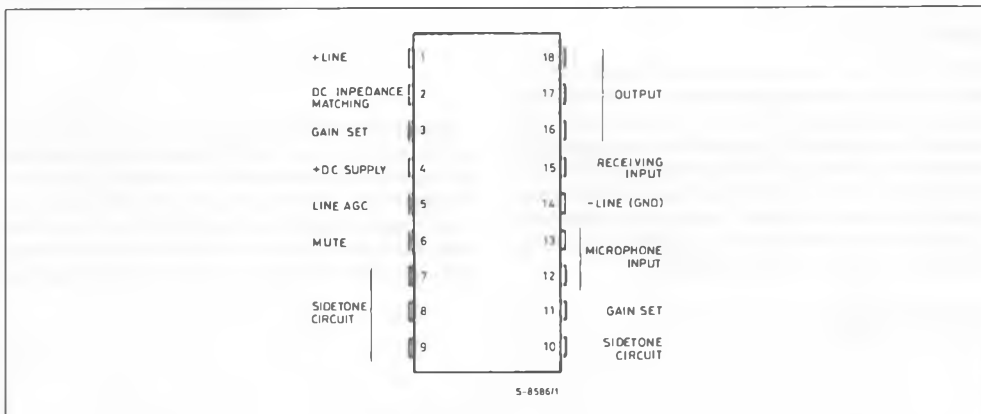 +LINE
1
18
DC INPEDANCE
MATCHING
2
17
OUTPUT
GAIN SET
3
16
+DC SUPPLY
4
15
RECEIVING
INPUT
LINE AGC
5
14
-LINE (GND)
MUTE
6
13
MICROPHONE
INPUT
7
12
SIDETONE
CIRCUIT
8
11
GAIN SET
9
10
SIDETONE
CIRCUIT
S-8586/1